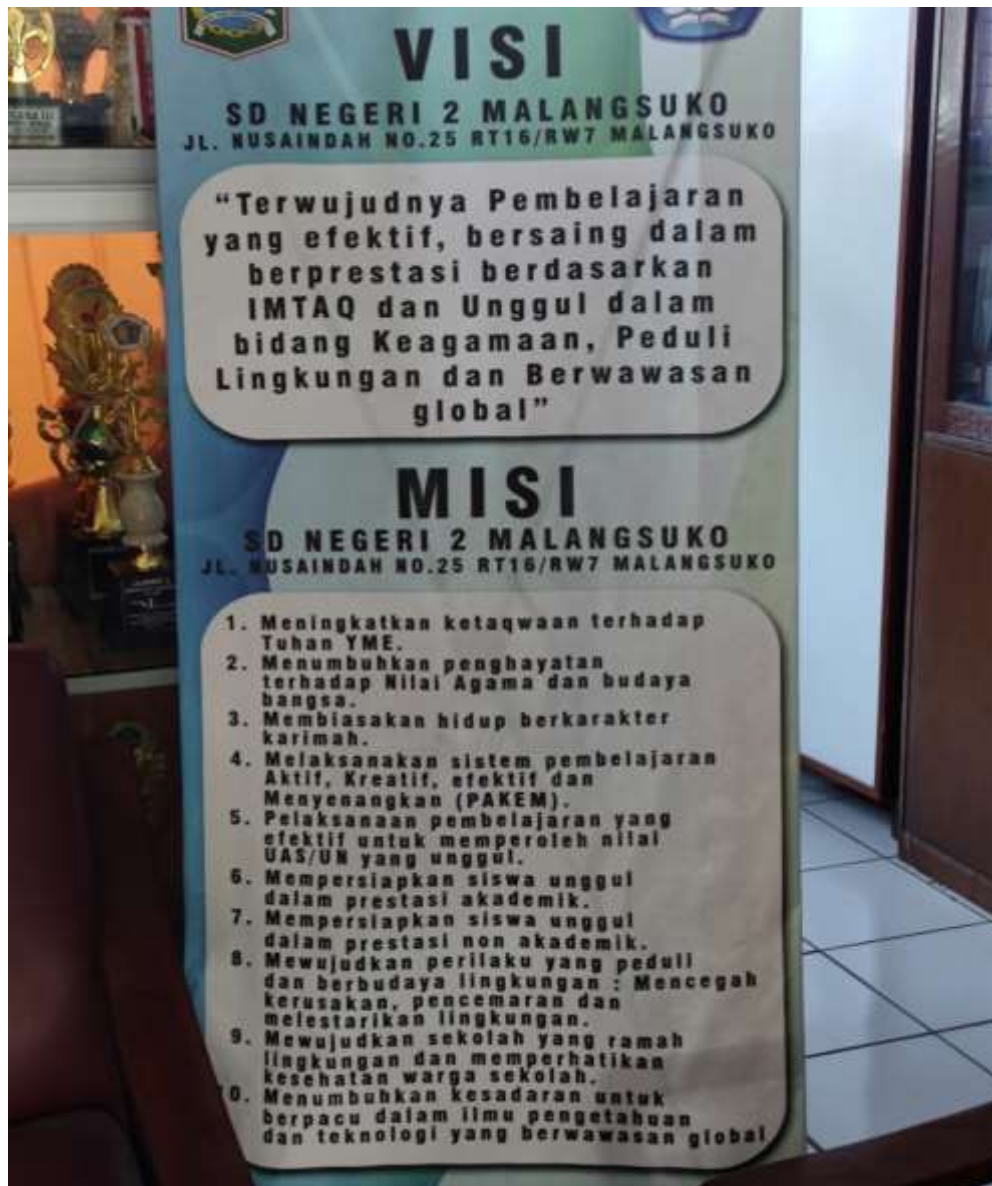 VISI
SD NEGERI 2 MALANGSUKO
JL. NUSAINDAH NO.25 RT16/RW7 MALANGSUKO
“Terwujudnya Pembelajaran
yang efektif, bersaing dalam
berprestasi berdasarkan
IMTAQ dan Unggul dalam
bidang Keagamaan, Peduli
Lingkungan dan Berwawasan
global”
MISI
SD NEGERI 2 MALANGSUKO
JL. NUSAINDAH NO.25 RT16/RW7 MALANGSUKO
1. Meningkatkan ketaqwaan terhadap
Tuhan YME.
2. Menumbuhkan penghayatan
terhadap Nilai Agama dan budaya
bangsa.
3. Membiasakan hidup berkarakter
karimah.
4. Melaksanakan sistem pembelajaran
Aktif, Kreatif, efektif dan
Menyenangkan (PAKEM).
5. Pelaksanaan pembelajaran yang
efektif untuk memperoleh nilai
UAS/UN yang unggul.
6. Mempersiapkan siswa unggul
dalam prestasi akademik.
7. Mempersiapkan siswa unggul
dalam prestasi non akademik.
8. Mewujudkan perilaku yang peduli
dan berbudaya lingkungan : Mencegah
kerusakan, pencemaran dan
melestarikan lingkungan.
9. Mewujudkan sekolah yang ramah
lingkungan dan memperhatikan
kesehatan warga sekolah.
0. Menumbuhkan kesadaran untuk
berpacu dalam ilmu pengetahuan
dan teknologi yang berwawasan global